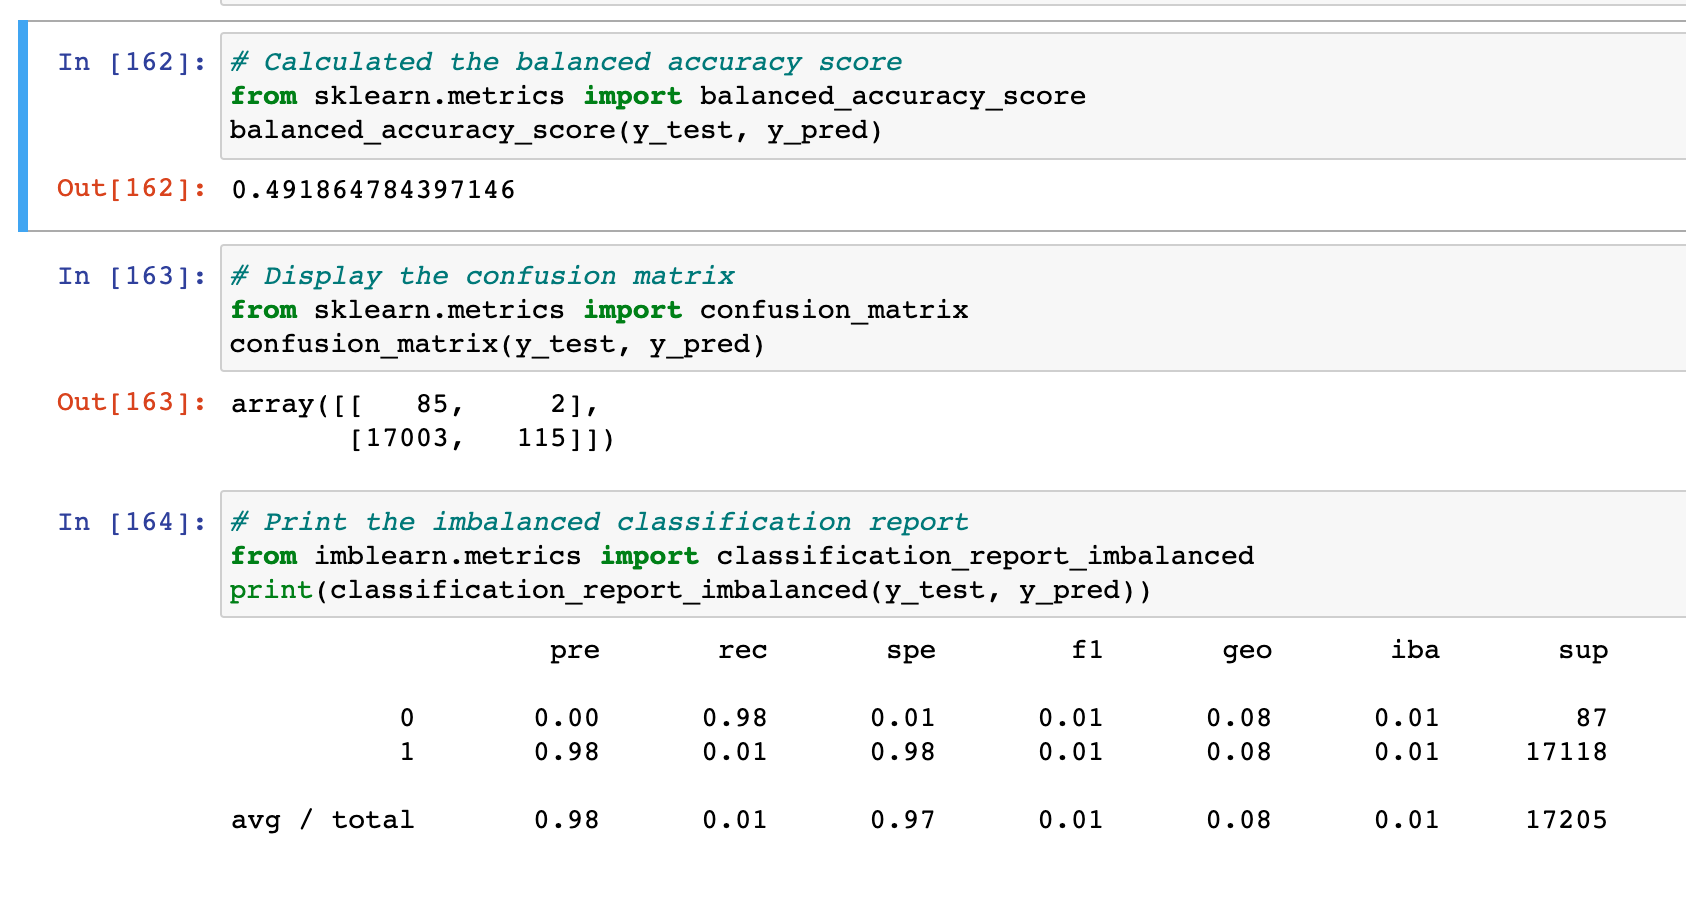 In [162]: # Calculated the balanced accuracy score
from sklearn.metrics import balanced_accuracy_score
balanced_accuracy_score(y_test, y_pred)
Out[162]: 0.491864784397146
In [163]: # Display the confusion matrix
from sklearn.metrics import confusion_matrix
confusion_matrix(y_test, y_pred)
Out[163]: array([[   85,     2],
       [17003,   115]])
In [164]: # Print the imbalanced classification report
from imblearn.metrics import classification_report_imbalanced
print(classification_report_imbalanced(y_test, y_pred))
pre rec spe f1 geo iba sup
0 0.00 0.98 0.01 0.01 0.08 0.01 87
1 0.98 0.01 0.98 0.01 0.08 0.01 17118
avg / total 0.98 0.01 0.97 0.01 0.08 0.01 17205